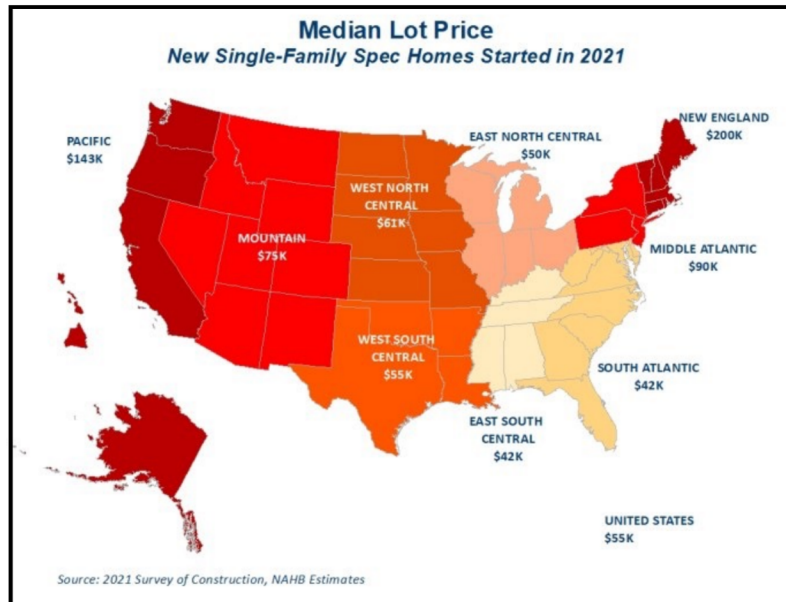 Median Lot Price
New Single-Family Spec Homes Started in 2021
PACIFIC
$143K
EAST NORTH CENTRAL
$50K
NEW ENGLAND
$200K
WEST NORTH
CENTRAL
$61K
MOUNTAIN
$75K
MIDDLE ATLANTIC
$90K
WEST SOUTH
CENTRAL
$55K
SOUTH ATLANTIC
$42K
EAST SOUTH
CENTRAL
$42K
UNITED STATES
$55K
Source: 2021 Survey of Construction, NAHB Estimates